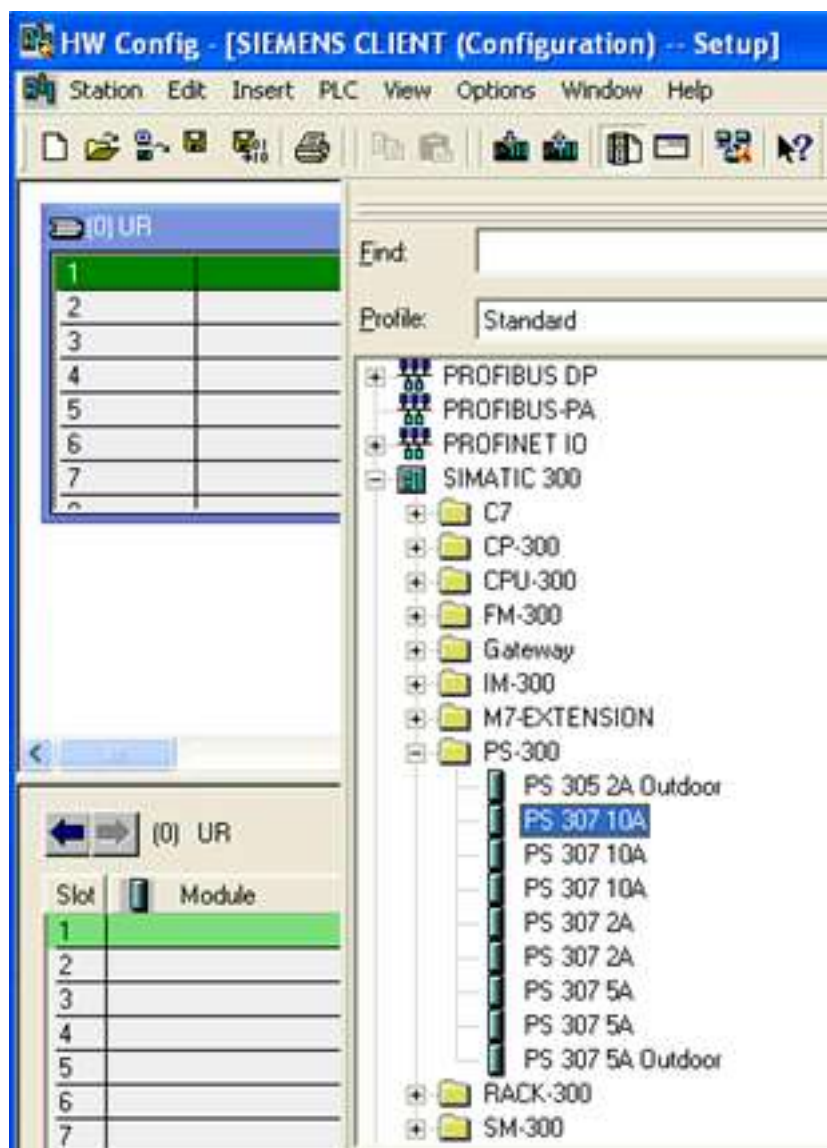 HW Config - [SIEMENS CLIENT (Configuration) -- Setup]
Station Edit Insert PLC View Options Window Help
(0) UR
1
2
3
4
5
6
7
Find:
Profile: Standard
PROFIBUS DP
PROFIBUS-PA
PROFINET IO
SIMATIC 300
C7
CP-300
CPU-300
FM-300
Gateway
IM-300
M7-EXTENSION
PS-300
PS 305 2A Outdoor
PS 307 10A
PS 307 10A
PS 307 10A
PS 307 2A
PS 307 2A
PS 307 5A
PS 307 5A
PS 307 5A Outdoor
RACK-300
SM-300
(0) UR
Slot Module
1
2
3
4
5
6
7